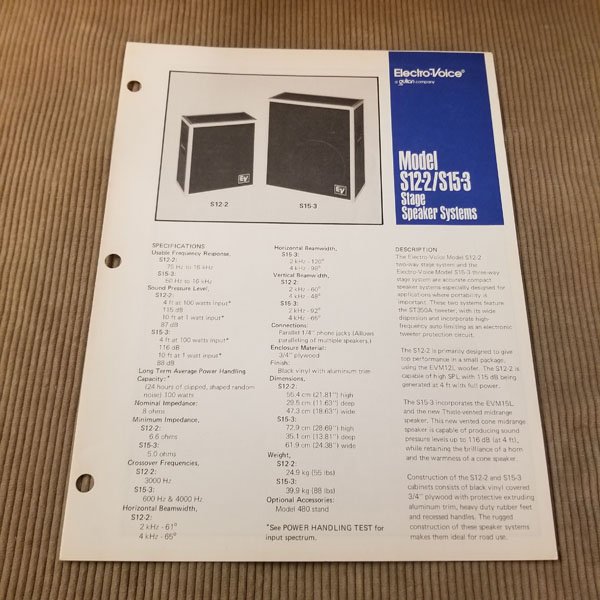 Electro-Voice®
a gulton company
Model
S12-2/S15-3
Stage
Speaker Systems
EV
S12-2
EV
S15-3
SPECIFICATIONS
Usable Frequency Response,
S12-2:
75 Hz to 16 kHz
S15-3:
50 Hz to 16 kHz
Sound Pressure Level,
S12-2:
4 ft at 100 watts input*
115 dB
10 ft at 1 watt input*
87 dB
S15-3:
4 ft at 100 watts input*
116 dB
10 ft at 1 watt input*
88 dB
Long Term Average Power Handling
Capacity:*
(24 hours of clipped, shaped random
noise) 100 watts
Nominal Impedance:
8 ohms
Minimum Impedance,
S12-2:
6.6 ohms
S15-3:
5.0 ohms
Crossover Frequencies,
S12-2:
3000 Hz
S15-3:
600 Hz & 4000 Hz
Horizontal Beamwidth,
S12-2:
2 kHz - 61°
4 kHz - 65°
Horizontal Beamwidth,
S15-3:
2 kHz - 120°
4 kHz - 98°
Vertical Beamwidth,
S12-2:
2 kHz - 60°
4 kHz - 48°
S15-3:
2 kHz - 92°
4 kHz - 65°
Connections:
Parallel 1/4" phone jacks (Allows
paralleling of multiple speakers.)
Enclosure Material:
3/4" plywood
Finish:
Black vinyl with aluminum trim
Dimensions,
S12-2:
55.4 cm (21.81") high
29.5 cm (11.63") deep
47.3 cm (18.63") wide
S15-3:
72.9 cm (28.69") high
35.1 cm (13.81") deep
61.9 cm (24.38") wide
Weight,
S12-2:
24.9 kg (55 lbs)
S15-3:
39.9 kg (88 lbs)
Optional Accessories:
Model 480 stand
*See POWER HANDLING TEST for
input spectrum.
DESCRIPTION
The Electro-Voice Model S12-2
two-way stage system and the
Electro-Voice Model S15-3 three-way
stage system are accurate compact
speaker systems especially designed for
applications where portability is
important. These two systems feature
the ST350A tweeter, with its wide
dispersion and incorporate high-
frequency auto limiting as an electronic
tweeter protection circuit.
The S12-2 is primarily designed to give
top performance in a small package,
using the EVM12L woofer. The S12-2 is
capable of high SPL with 115 dB being
generated at 4 ft with full power.
The S15-3 incorporates the EVM15L
and the new Thiele-vented midrange
speaker. This new vented cone midrange
speaker is capable of producing sound
pressure levels up to 116 dB (at 4 ft),
while retaining the brilliance of a horn
and the warmness of a cone speaker.
Construction of the S12-2 and S15-3
cabinets consists of black vinyl covered
3/4" plywood with protective extruding
aluminum trim, heavy duty rubber feet
and recessed handles. The rugged
construction of these speaker systems
makes them ideal for road use.